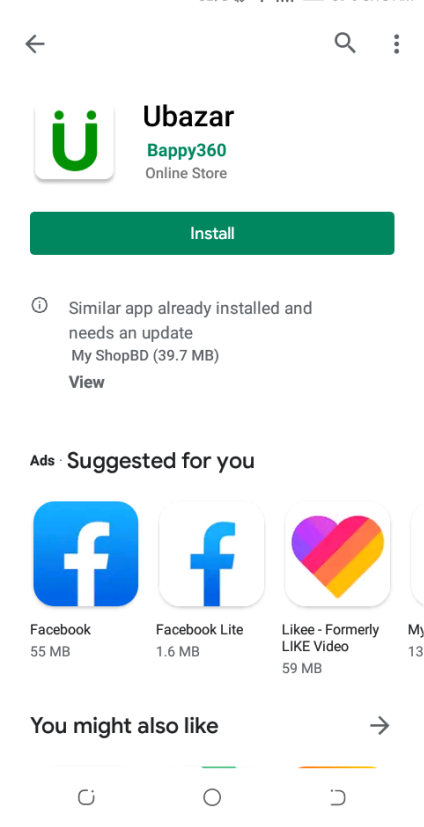 Ubazar
Bappy360
Online Store
Install
Similar app already installed and
needs an update
My ShopBD (39.7 MB)
View
Ads · Suggested for you
Facebook
55 MB
Facebook Lite
1.6 MB
Likee - Formerly
LIKE Video
59 MB
My
13
You might also like